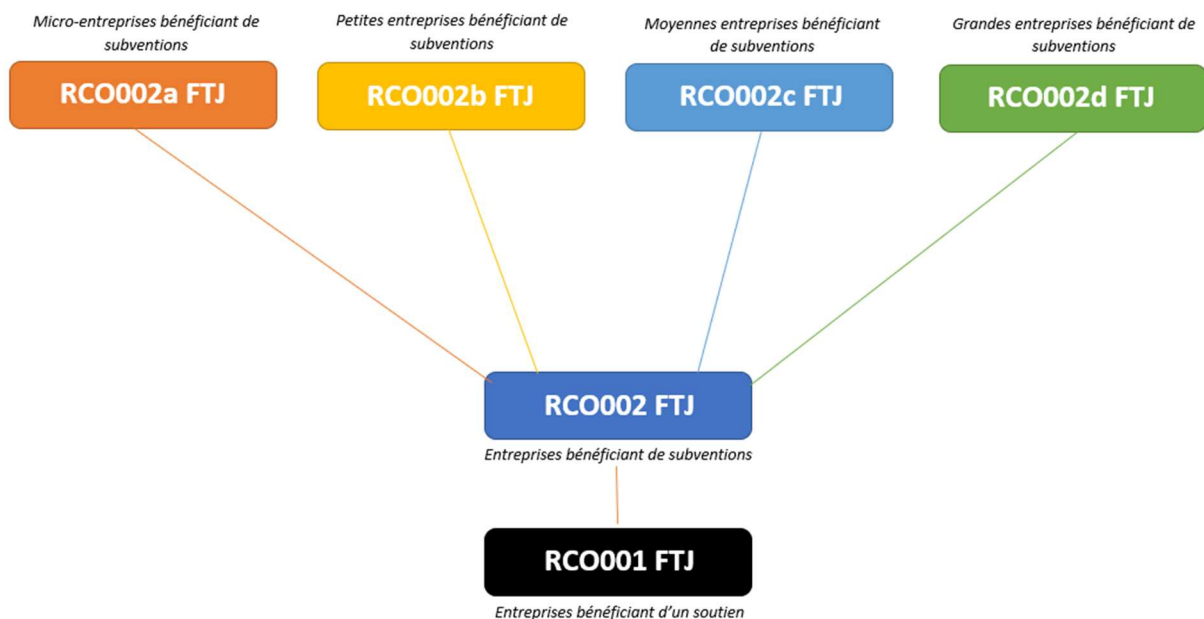 Micro-entreprises bénéficiant de
subventions
RCO002a FTJ
Petites entreprises bénéficiant de
subventions
RCO002b FTJ
Moyennes entreprises bénéficiant
de subventions
RCO002c FTJ
Grandes entreprises bénéficiant de
subventions
RCO002d FTJ
RCO002 FTJ
Entreprises bénéficiant de subventions
RCO001 FTJ
Entreprises bénéficiant d’un soutien